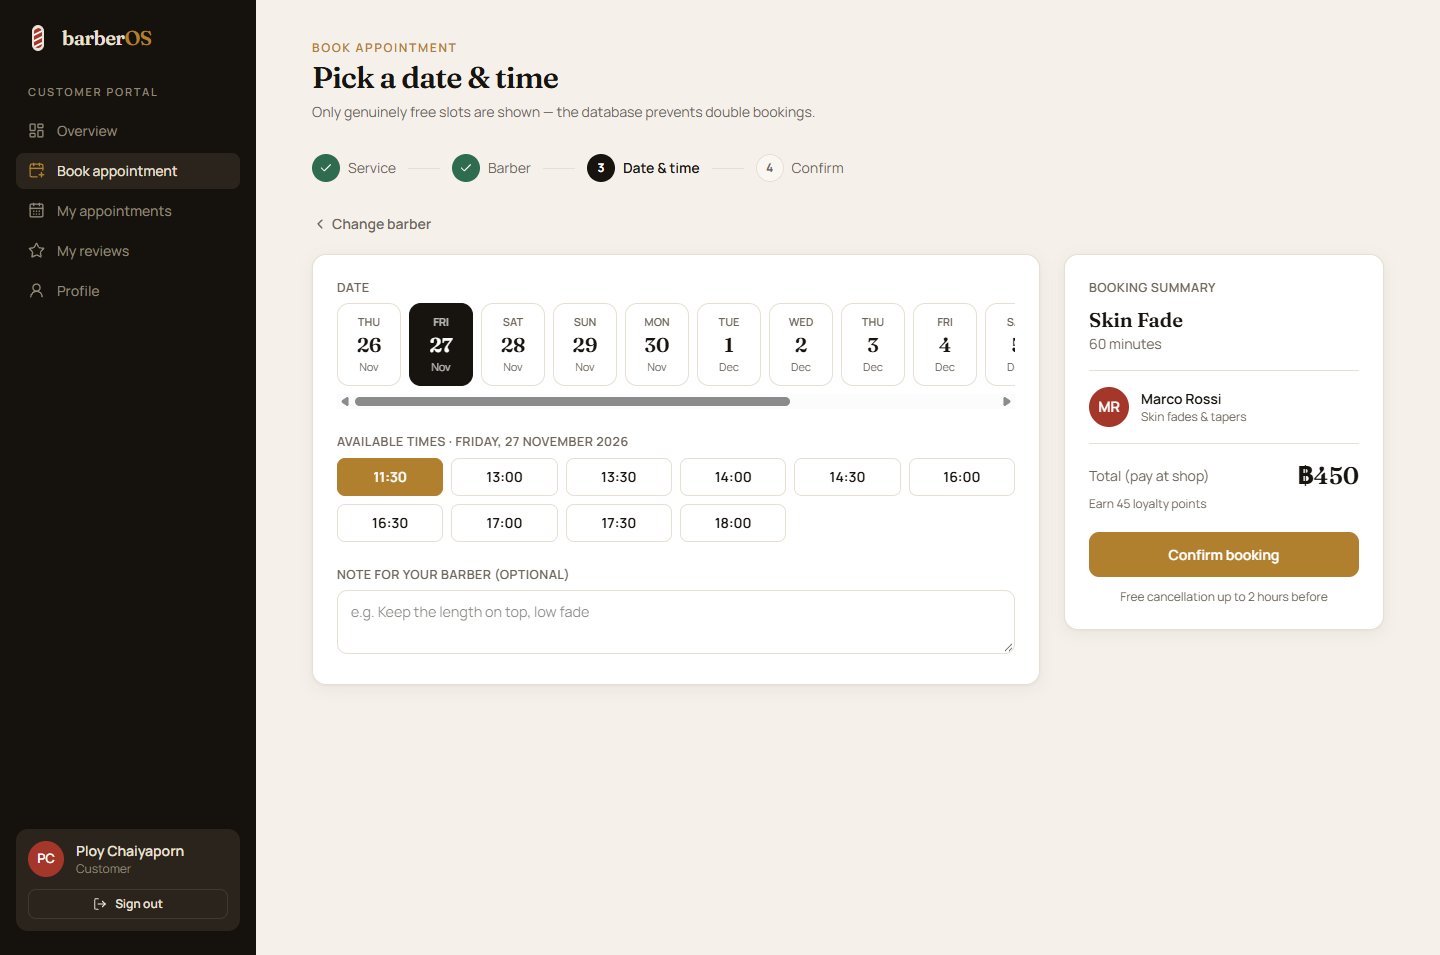 barberOS
CUSTOMER PORTAL
Overview
Book appointment
My appointments
My reviews
Profile
PC
Ploy Chaiyaporn
Customer
Sign out
BOOK APPOINTMENT
Pick a date & time
Only genuinely free slots are shown — the database prevents double bookings.
Service
Barber
3 Date & time
4 Confirm
Change barber
DATE
THU 26 Nov
FRI 27 Nov
SAT 28 Nov
SUN 29 Nov
MON 30 Nov
TUE 1 Dec
WED 2 Dec
THU 3 Dec
FRI 4 Dec
AVAILABLE TIMES · FRIDAY, 27 NOVEMBER 2026
11:30 13:00 13:30 14:00 14:30 16:00
16:30 17:00 17:30 18:00
NOTE FOR YOUR BARBER (OPTIONAL)
e.g. Keep the length on top, low fade
BOOKING SUMMARY
Skin Fade
60 minutes
MR
Marco Rossi
Skin fades & tapers
Total (pay at shop) ฿450
Earn 45 loyalty points
Confirm booking
Free cancellation up to 2 hours before